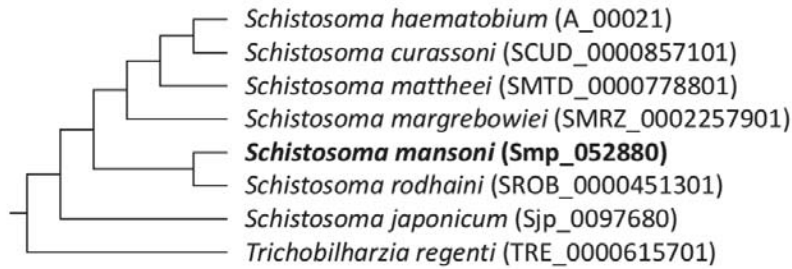 Schistosoma haematobium (A_00021)
Schistosoma curassoni (SCUD_0000857101)
Schistosoma mattheei (SMTD_0000778801)
Schistosoma margrebowiei (SMRZ_0002257901)
Schistosoma mansoni (Smp_052880)
Schistosoma rodhaini (SROB_0000451301)
Schistosoma japonicum (Sjp_0097680)
Trichobilharzia regenti (TRE_0000615701)